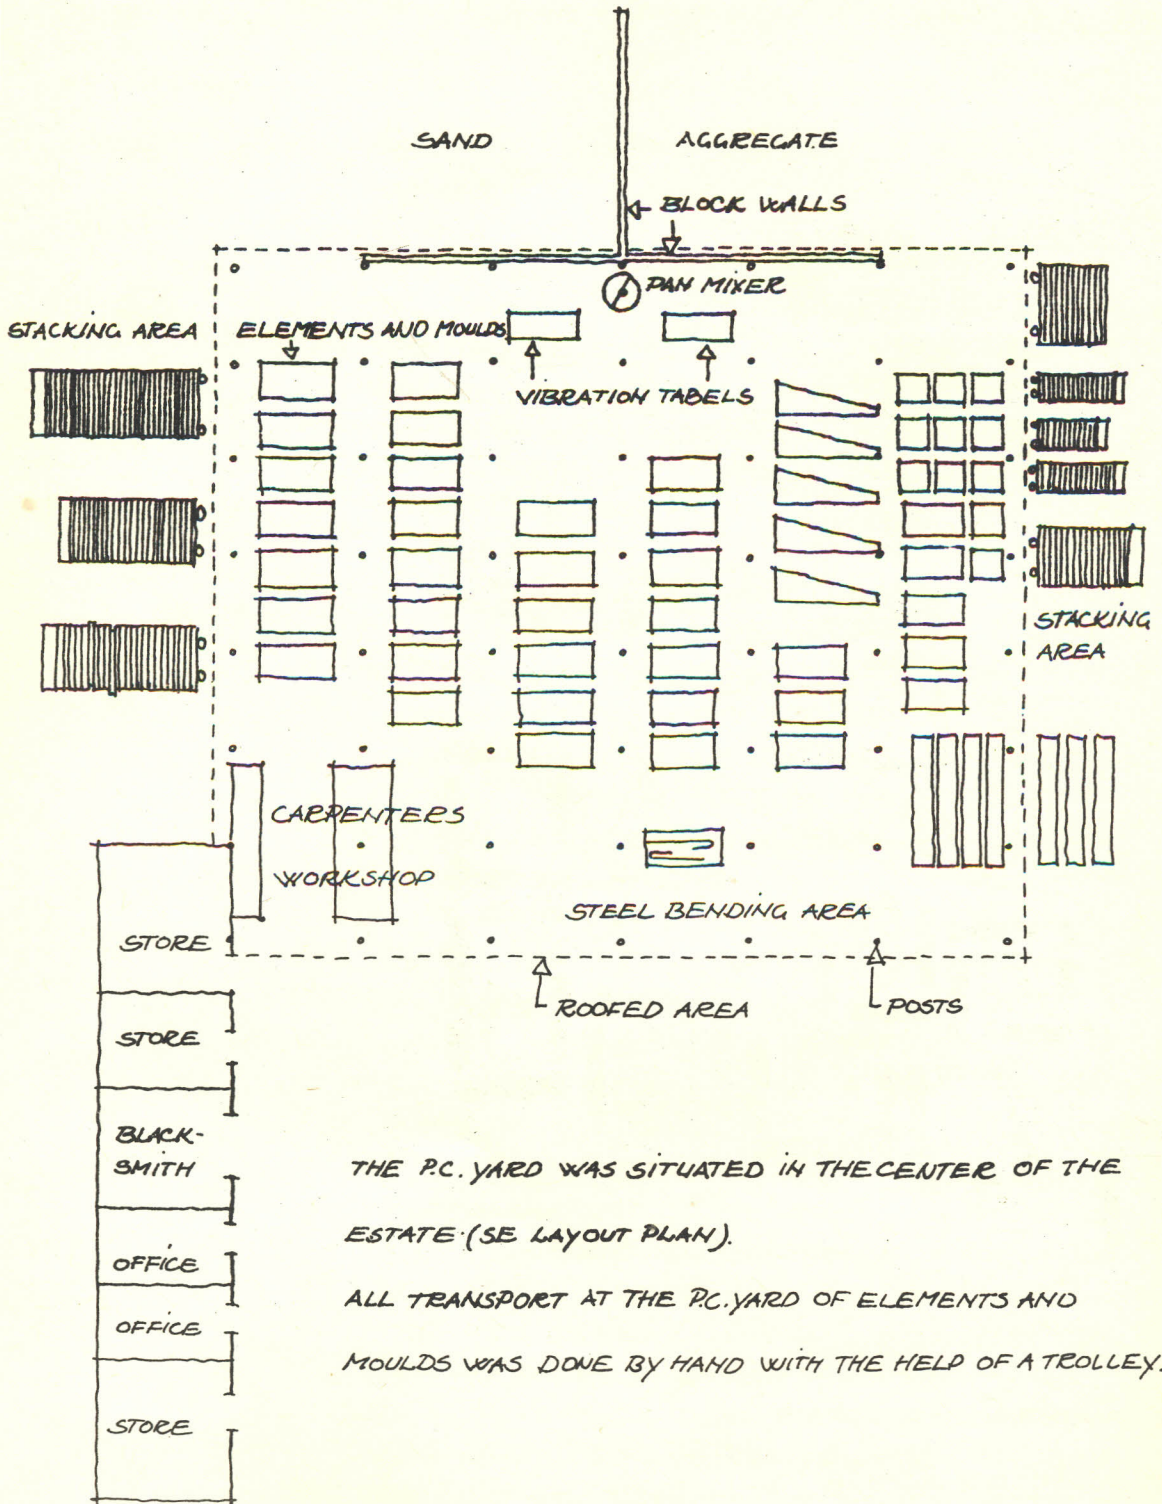 SAND
AGGREGATE
BLOCK WALLS
PAN MIXER
STACKING AREA
ELEMENTS AND MOULDS
VIBRATION TABELS
STACKING
AREA
CARPENTERS
WORKSHOP
STEEL BENDING AREA
STORE
ROOFED AREA
POSTS
STORE
BLACK-
SMITH
THE P.C. YARD WAS SITUATED IN THE CENTER OF THE
ESTATE (SE LAYOUT PLAN).
OFFICE
ALL TRANSPORT AT THE P.C. YARD OF ELEMENTS AND
OFFICE
MOULDS WAS DONE BY HAND WITH THE HELP OF A TROLLEY.
STORE